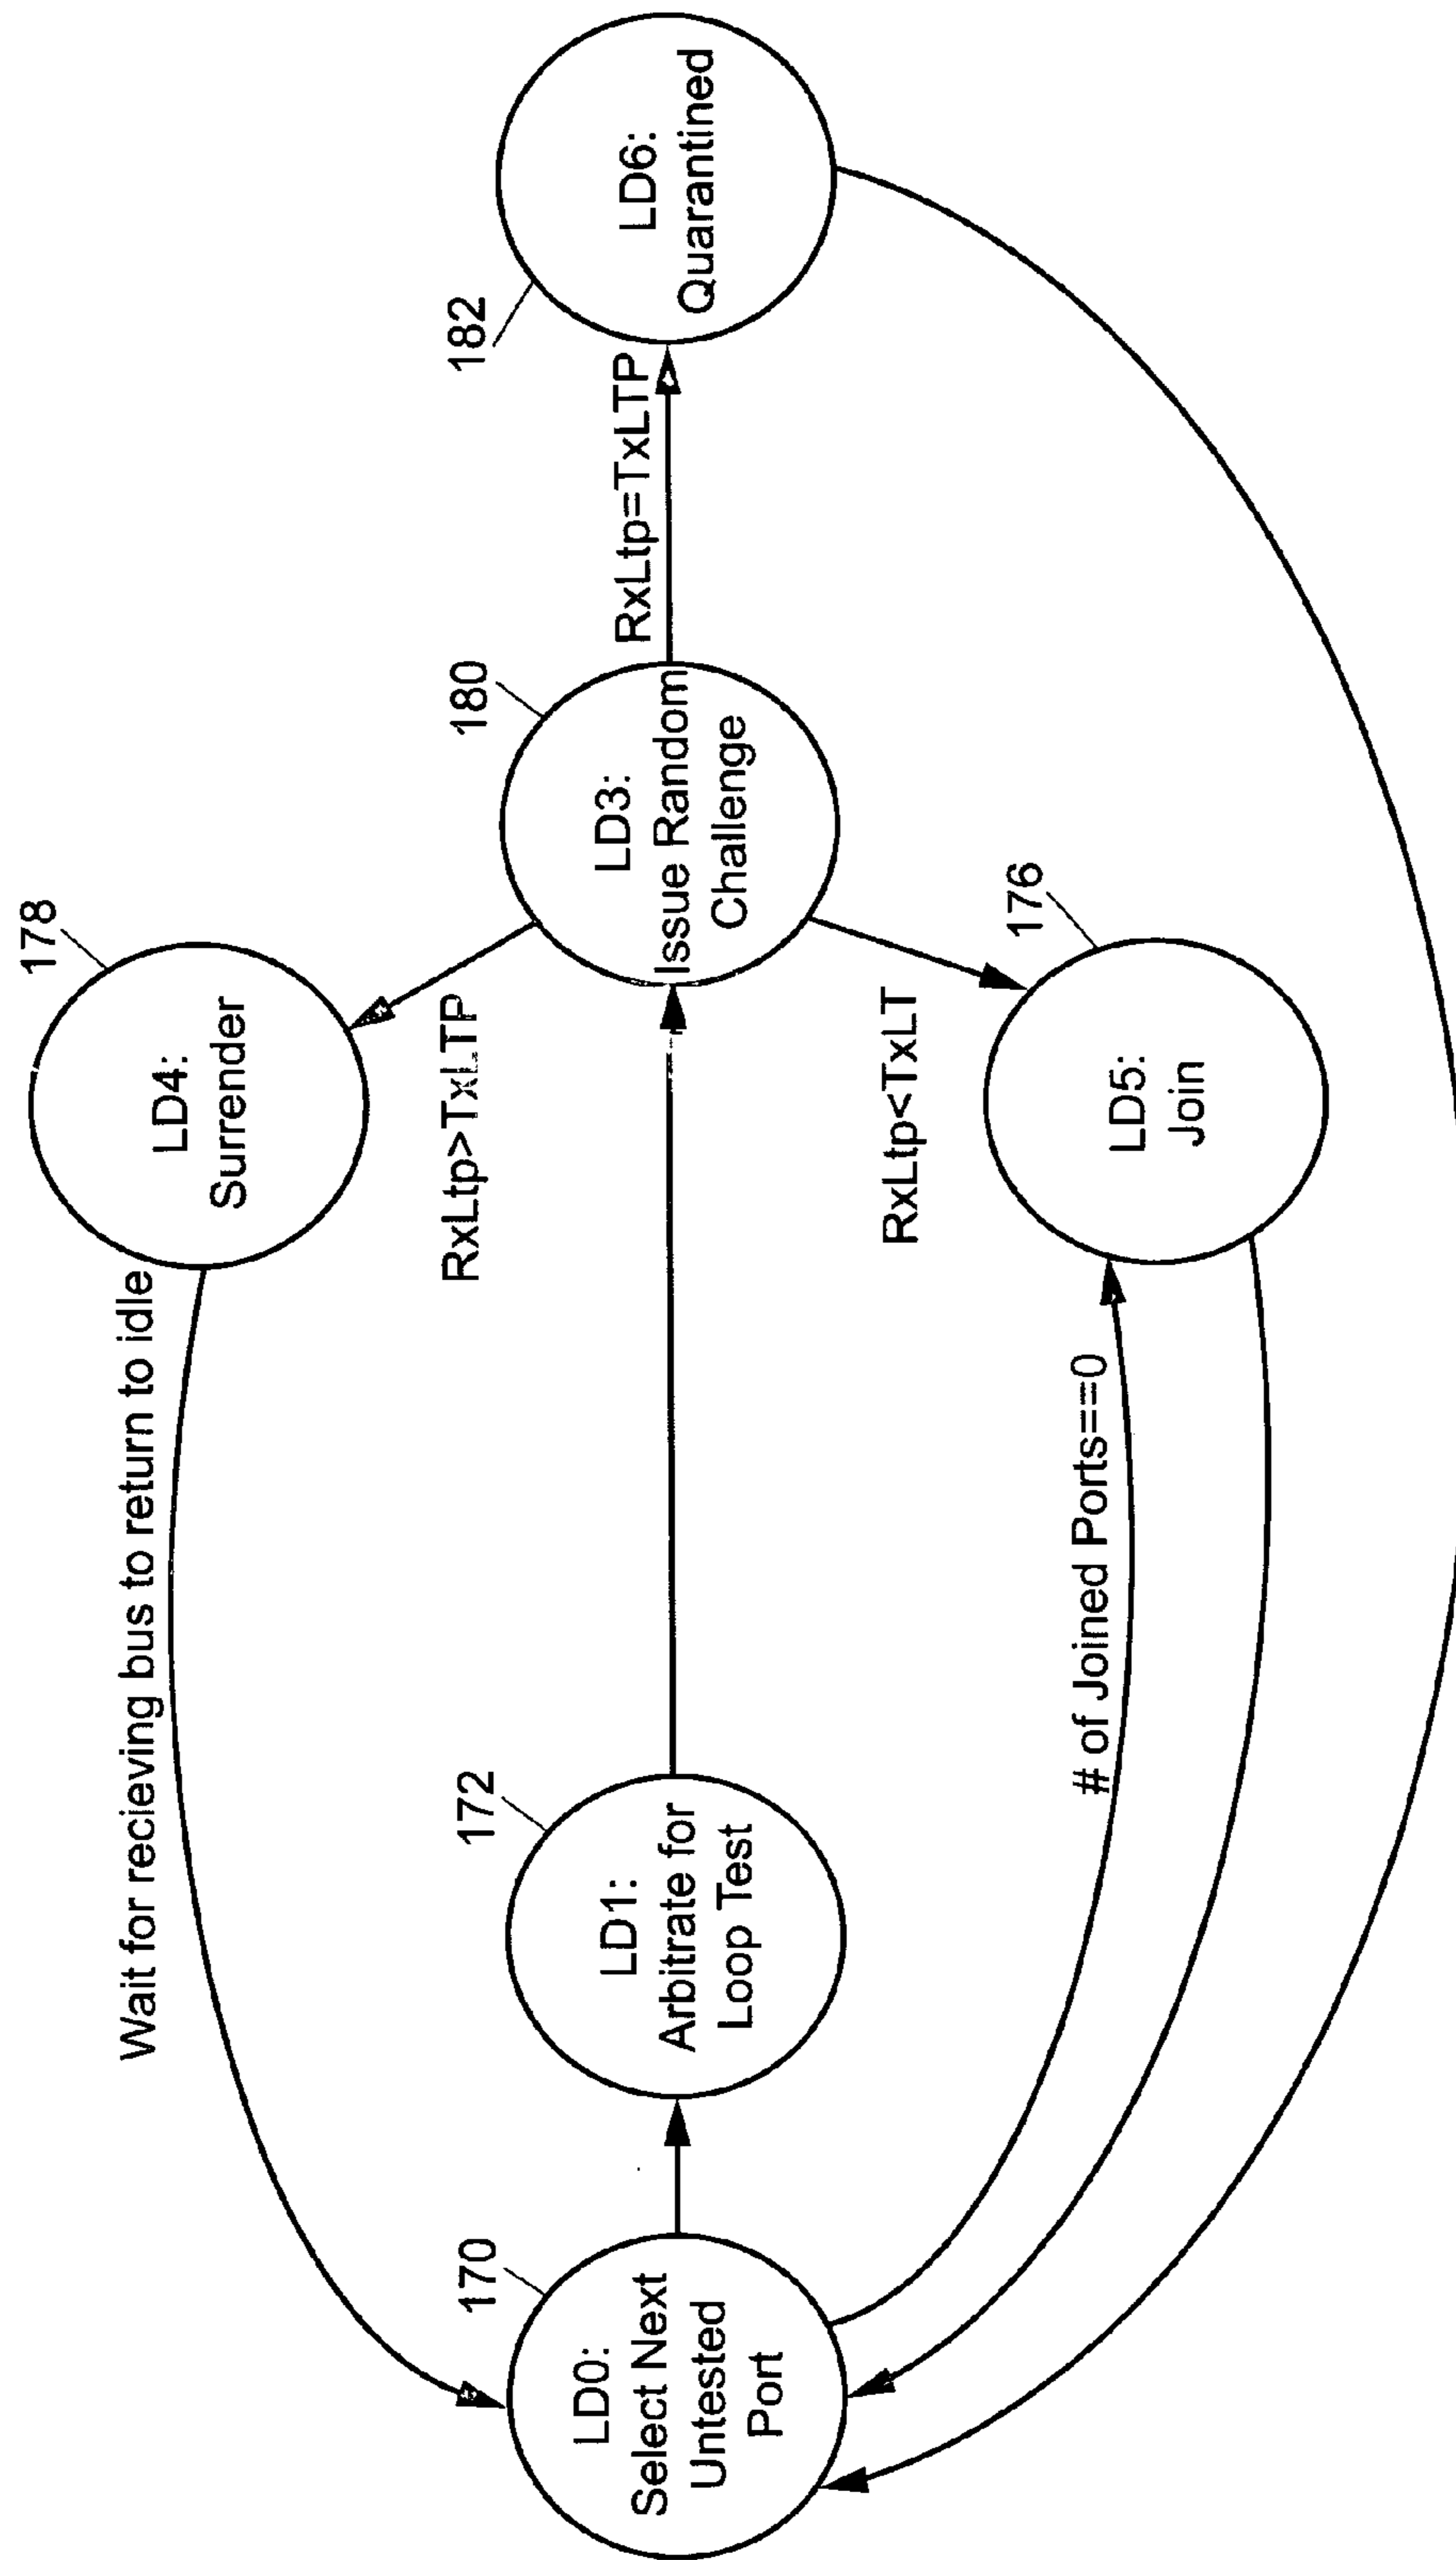 Wait for recieving bus to return to idle
178
LD4:
Surrender
170
LD0:
Select Next
Untested
Port
172
LD1:
Arbitrate for
Loop Test
RxLtp>TxLTP
180
LD3:
Issue Random
Challenge
RxLtp=TxLTP
182
LD6:
Quarantined
RxLtp<TxLT
176
LD5:
Join
# of Joined Ports==0